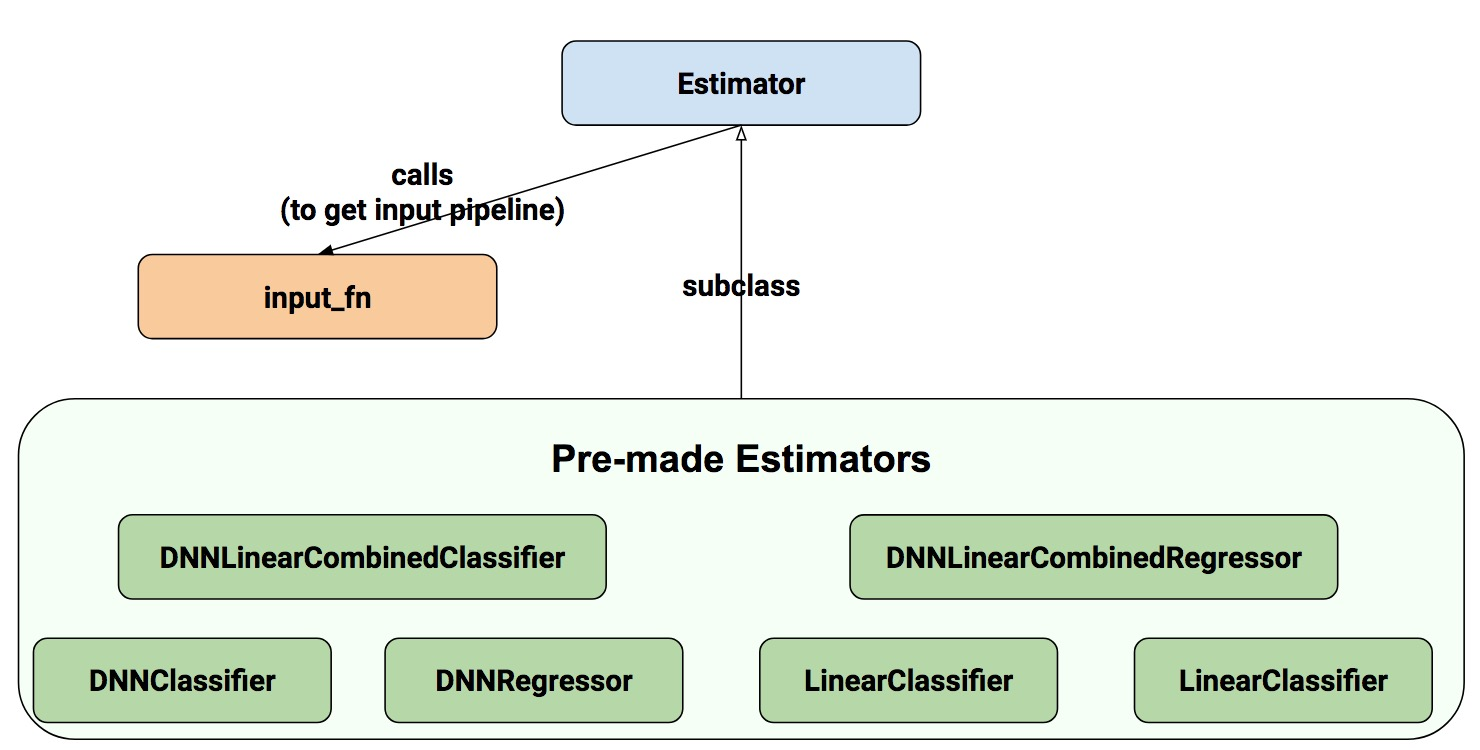 Estimator
calls
(to get input pipeline)
input_fn
subclass
Pre-made Estimators
DNNLinearCombinedClassifier
DNNLinearCombinedRegressor
DNNClassifier
DNNRegressor
LinearClassifier
LinearClassifier